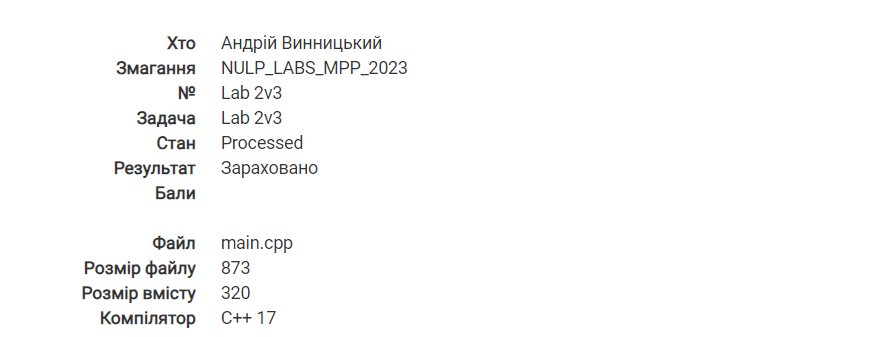 Хто Андрій Винницький
Змагання NULP_LABS_MPP_2023
№ Lab 2v3
Задача Lab 2v3
Стан Processed
Результат Зараховано
Бали
Файл main.cpp
Розмір файлу 873
Розмір вмісту 320
Компілятор C++ 17